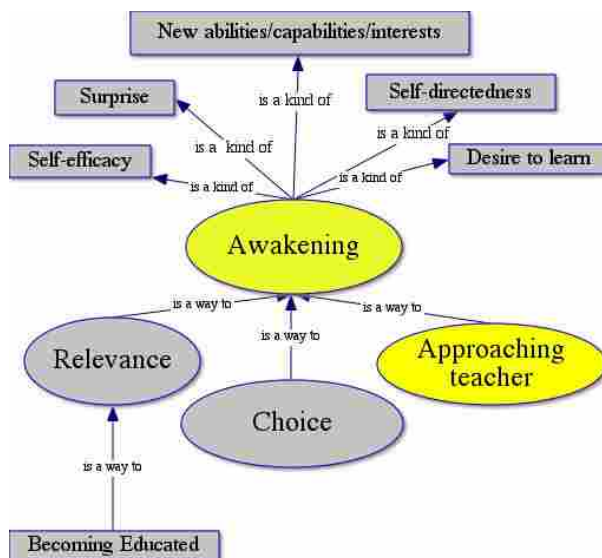 New abilities/capabilities/interests
Surprise
is a kind of
Self-directedness
is a kind of
is a kind of
Self-efficacy
is a kind of
is a kind of
Desire to learn
Awakening
is a way to
is a way to
is a way to
Relevance
Approaching
teacher
Choice
is a way to
Becoming Educated